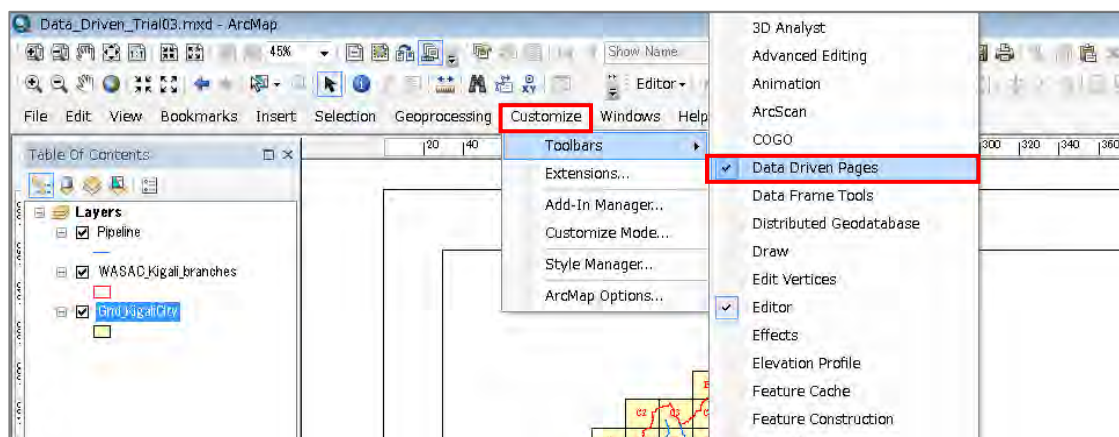 Data_Driven_Trial03.mxd - ArcMap
45%
Show Name
Editor
File Edit View Bookmarks Insert Selection Geoprocessing Customize Windows Help
Table Of Contents
Layers
Pipeline
WASAC_Kigali_branches
Grid_KigaliCity
20 40
300 320 340 360
Toolbars
Extensions...
Add-In Manager...
Customize Mode...
Style Manager...
ArcMap Options...
3D Analyst
Advanced Editing
Animation
ArcScan
COGO
Data Driven Pages
Data Frame Tools
Distributed Geodatabase
Draw
Edit Vertices
Editor
Effects
Elevation Profile
Feature Cache
Feature Construction